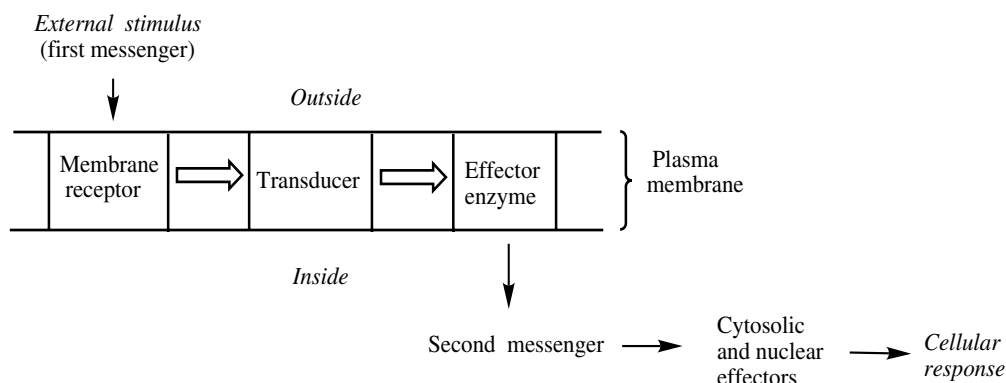 External stimulus
(first messenger)
Outside
Membrane
receptor
Transducer
Effector
enzyme
Plasma
membrane
Inside
Second messenger
Cytosolic
and nuclear
effectors
Cellular
response